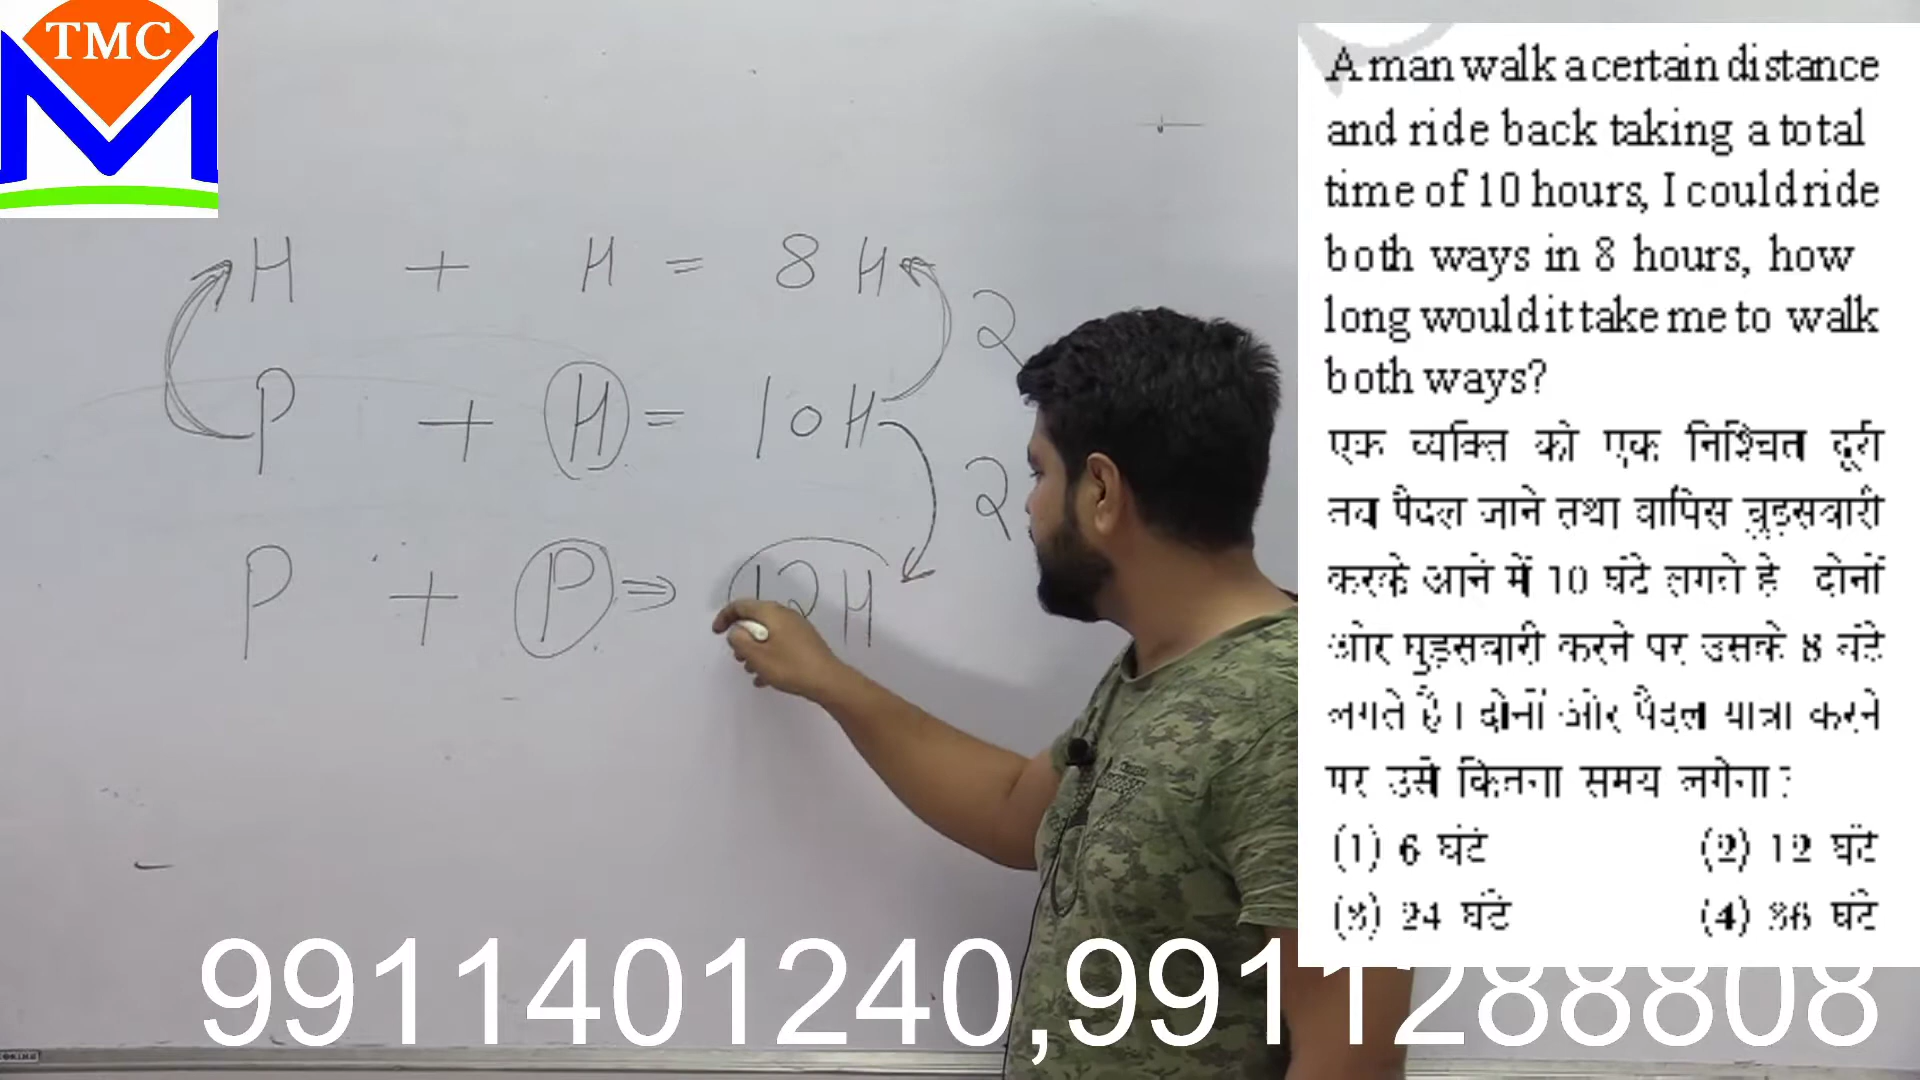 TMC
H + H = 8 H
2
P + H = 10 H
2
P + P ⇒ 12 H
A man walk a certain distance
and ride back taking a total
time of 10 hours, I could ride
both ways in 8 hours, how
long would it take me to walk
both ways?
एक व्यक्ति को एक निश्चित दूरी
तय पैदल जाने तथा वापिस घुड़सवारी
करके आने में 10 घंटे लगते है दोनों
ओर घुड़सवारी करने पर उसके 8 घंटे
लगते है। दोनों ओर पैदल यात्रा करने
पर उसे कितना समय लगेगा ?
(1) 6 घंटे (2) 12 घंटे
(3) 24 घंटे (4) 36 घंटे
9911401240,9911288808